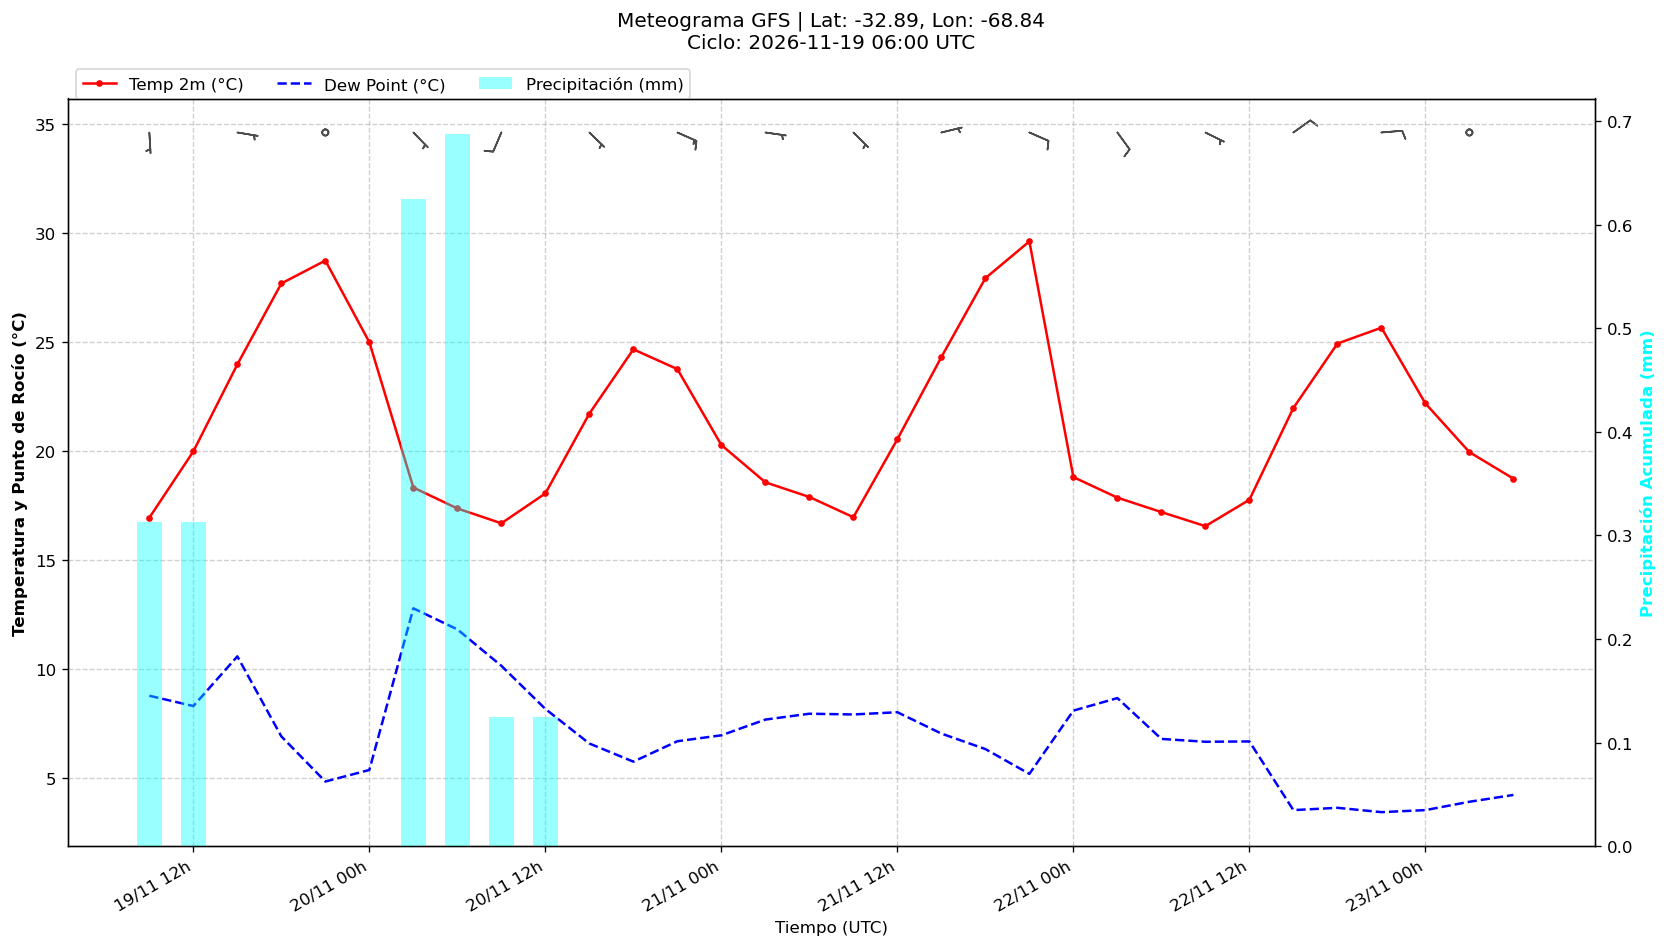 Meteograma GFS | Lat: -32.89, Lon: -68.84
Ciclo: 2026-11-19 06:00 UTC
Temp 2m (°C)
Dew Point (°C)
Precipitación (mm)
Temperatura y Punto de Rocío (°C)
35
30
25
20
15
10
5
0.7
0.6
0.5
0.4
0.3
0.2
0.1
0.0
Precipitación Acumulada (mm)
19/11 12h
20/11 00h
20/11 12h
21/11 00h
21/11 12h
22/11 00h
22/11 12h
23/11 00h
Tiempo (UTC)